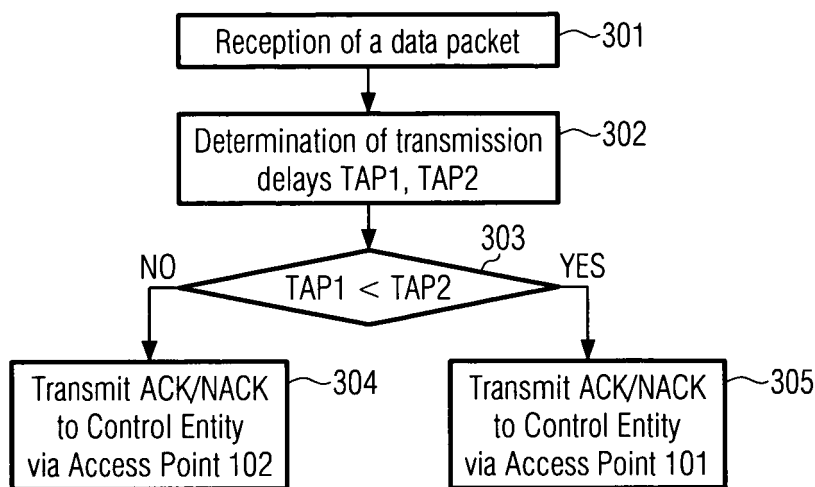 Reception of a data packet
301
Determination of transmission
delays TAP1, TAP2
302
303
NO
TAP1 < TAP2
YES
Transmit ACK/NACK
to Control Entity
via Access Point 102
304
Transmit ACK/NACK
to Control Entity
via Access Point 101
305